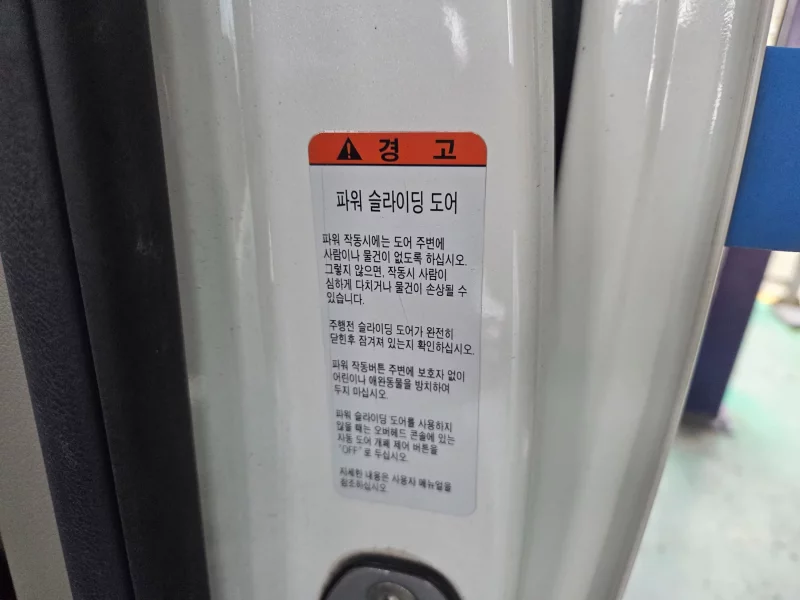 경 고
파워 슬라이딩 도어
파워 작동시에는 도어 주변에
사람이나 물건이 없도록 하십시오.
그렇지 않으면, 작동시 사람이
심하게 다치거나 물건이 손상될 수
있습니다.
주행전 슬라이딩 도어가 완전히
닫힌후 잠겨져 있는지 확인하십시오.
파워 작동버튼 주변에 보호자 없이
어린이나 애완동물을 방치하여
두지 마십시오.
파워 슬라이딩 도어를 사용하지
않을 때는 오버헤드 콘솔에 있는
자동 도어 개폐 제어 버튼을
"OFF"로 두십시오.
자세한 내용은 사용자 매뉴얼을
참조하십시오